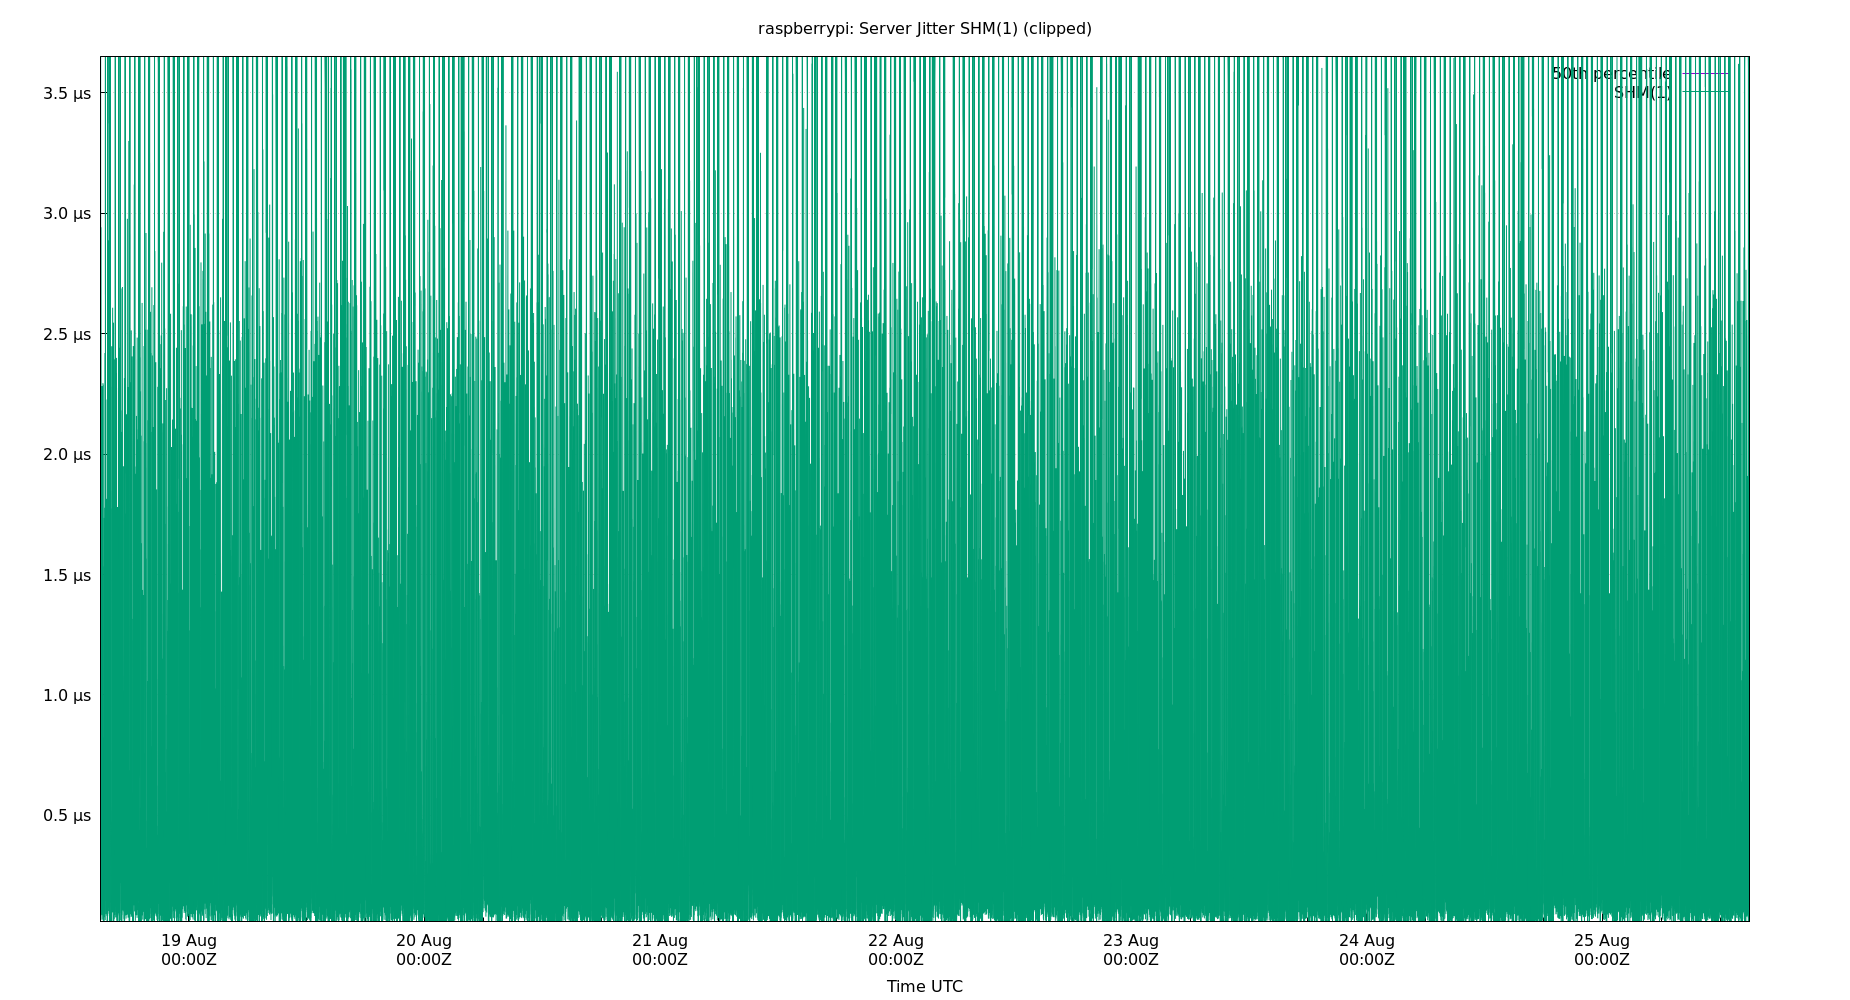 raspberrypi: Server Jitter SHM(1) (clipped)
50th percentile
SHM(1)
3.5 μs
3.0 μs
2.5 μs
2.0 μs
1.5 μs
1.0 μs
0.5 μs
19 Aug 20 Aug 21 Aug 22 Aug 23 Aug 24 Aug 25 Aug
00:00Z 00:00Z 00:00Z 00:00Z 00:00Z 00:00Z 00:00Z
Time UTC